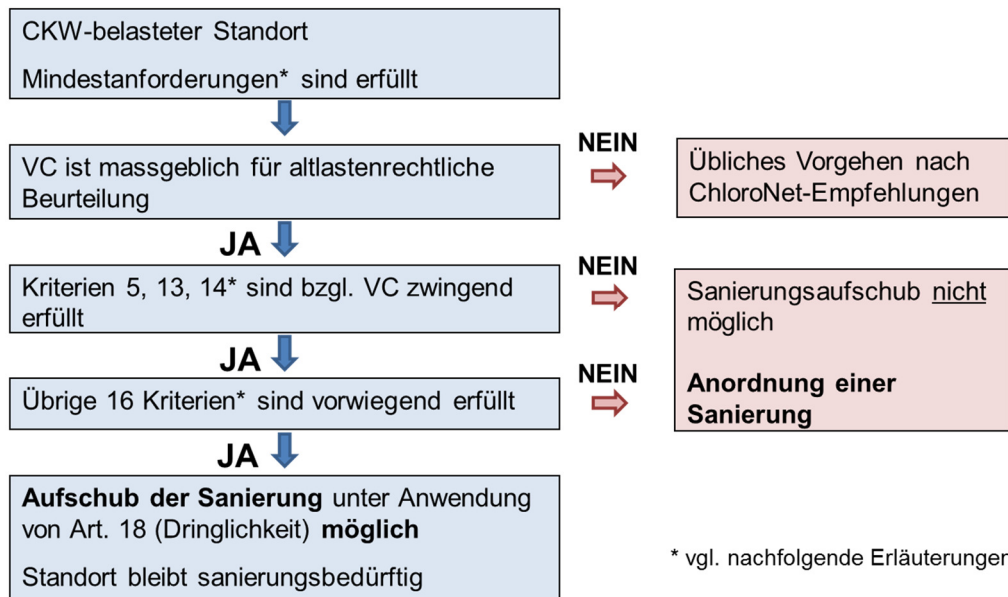 CKW-belasteter Standort
Mindestanforderungen* sind erfüllt
VC ist massgeblich für altlastenrechtliche
Beurteilung
NEIN
Übliches Vorgehen nach
ChloroNet-Empfehlungen
JA
Kriterien 5, 13, 14* sind bzgl. VC zwingend
erfüllt
NEIN
Sanierungsaufschub nicht
möglich
JA
Übrige 16 Kriterien* sind vorwiegend erfüllt
NEIN
Anordnung einer
Sanierung
JA
Aufschub der Sanierung unter Anwendung
von Art. 18 (Dringlichkeit) möglich
Standort bleibt sanierungsbedürftig
* vgl. nachfolgende Erläuterungen